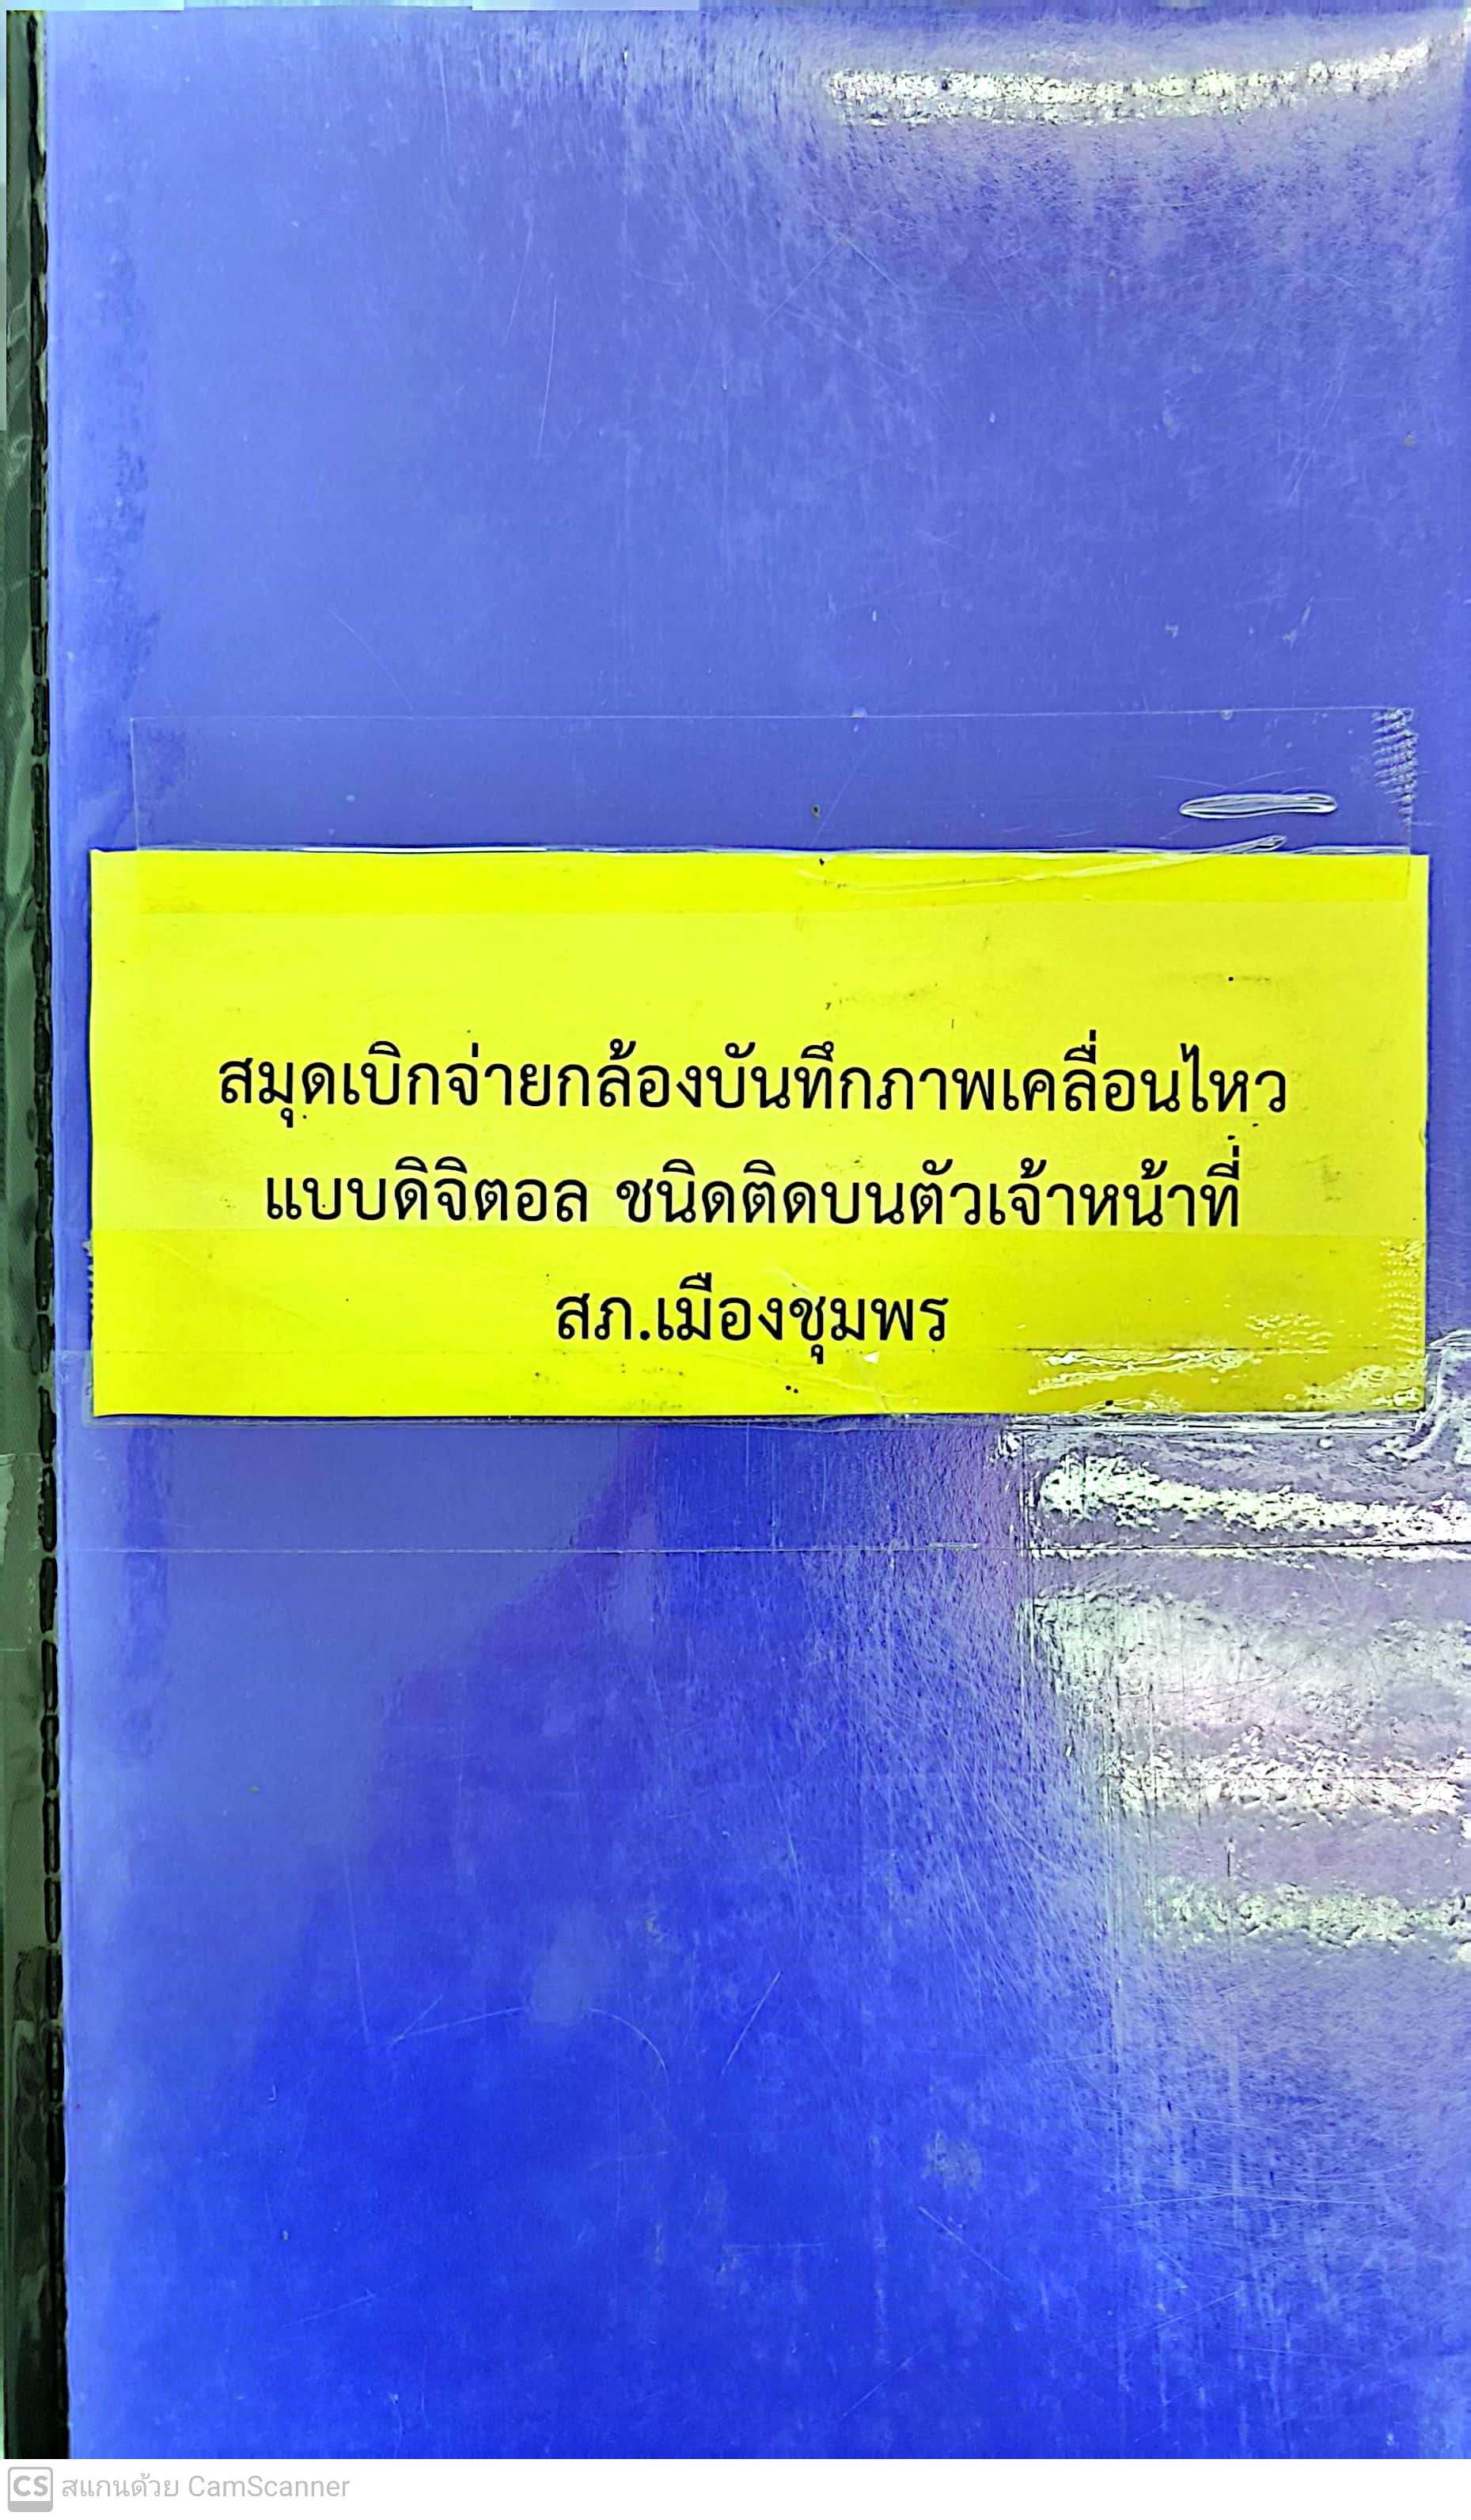 สมุดเบิกจ่ายกล้องบันทึกภาพเคลื่อนไหว
แบบดิจิตอล ชนิดติดบนตัวเจ้าหน้าที่
สภ.เมืองชุมพร
CS สแกนด้วย CamScanner